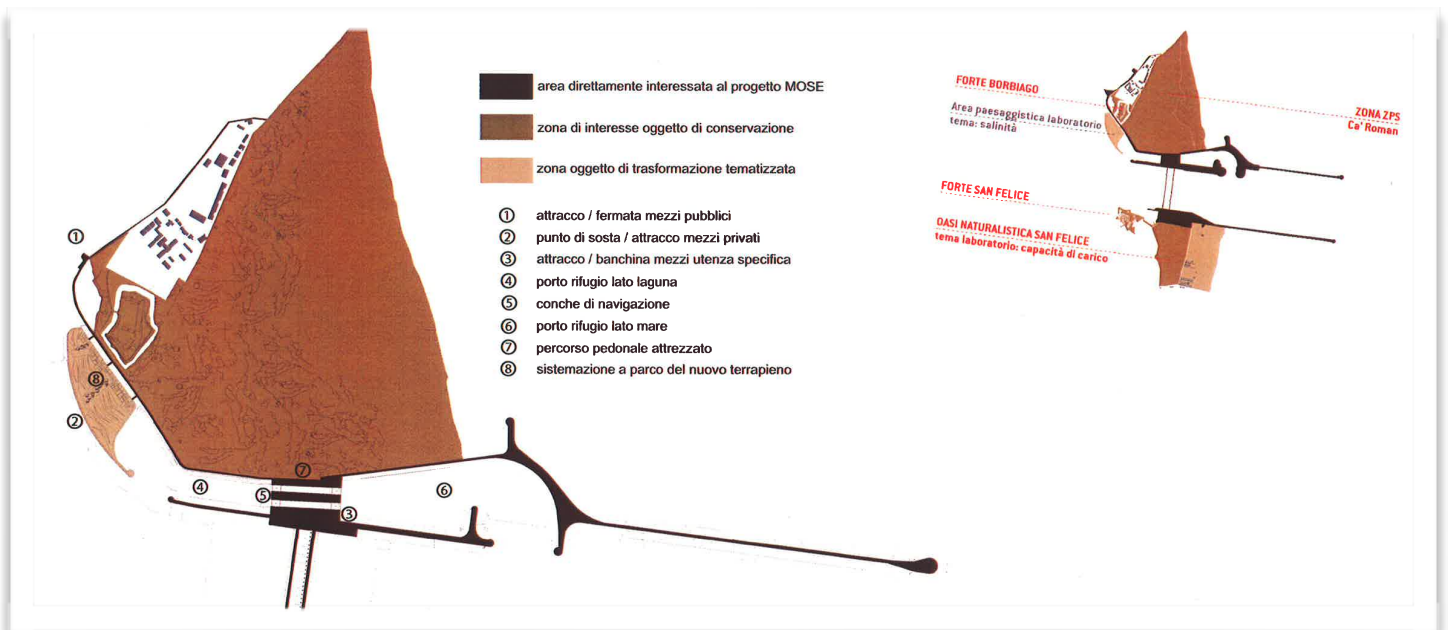 area direttamente interessata al progetto MOSE
zona di interesse oggetto di conservazione
zona oggetto di trasformazione tematizzata
① attracco / fermata mezzi pubblici
② punto di sosta / attracco mezzi privati
③ attracco / banchina mezzi utenza specifica
④ porto rifugio lato laguna
⑤ conche di navigazione
⑥ porto rifugio lato mare
⑦ percorso pedonale attrezzato
⑧ sistemazione a parco del nuovo terrapieno
①
⑧
②
⑦
④
⑤
⑥
③
FORTE BORBIAGO
Area paesaggistica laboratorio
tema: salinità
ZONA ZPS
Ca' Roman
FORTE SAN FELICE
OASI NATURALISTICA SAN FELICE
tema laboratorio: capacità di carico